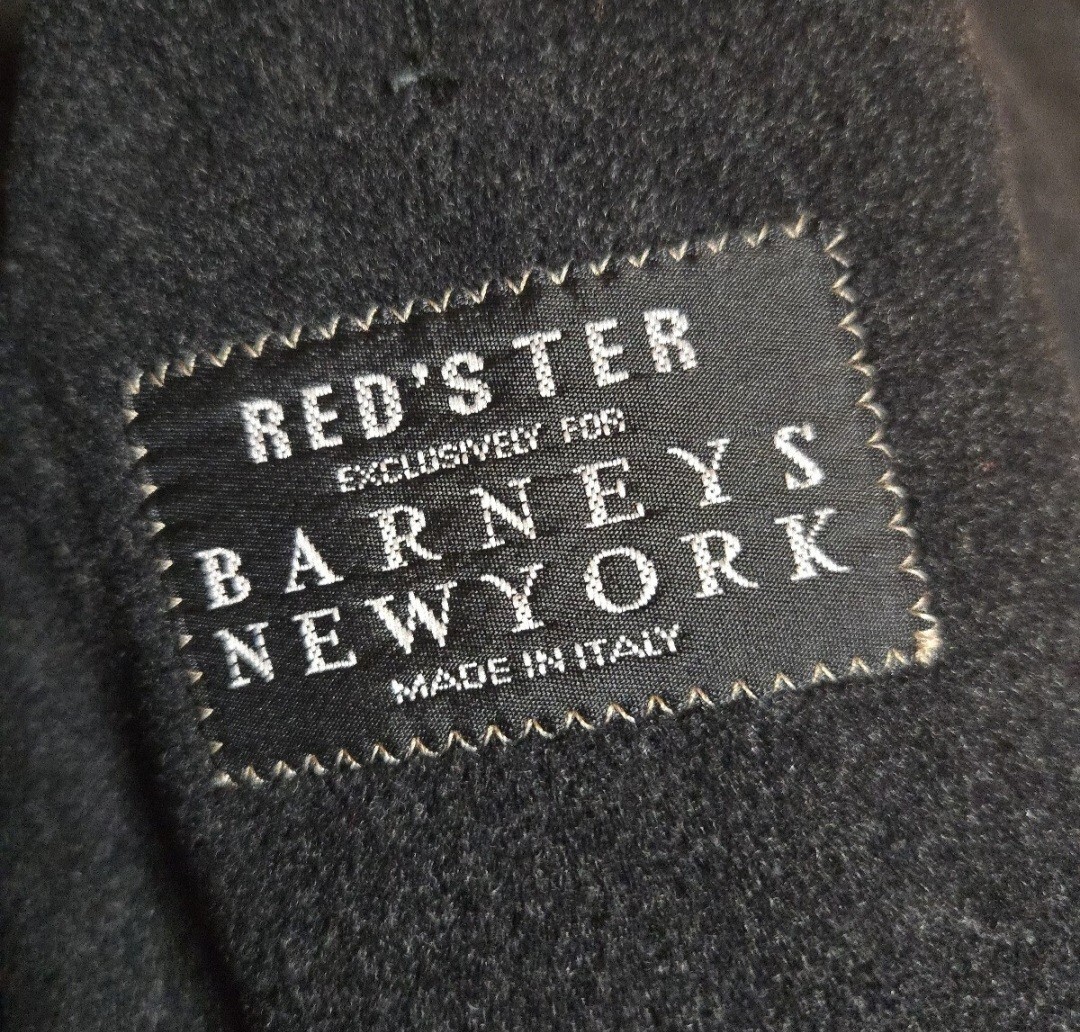 RED'STER
EXCLUSIVELY FOR
BARNEYS
NEWYORK
MADE IN ITALY